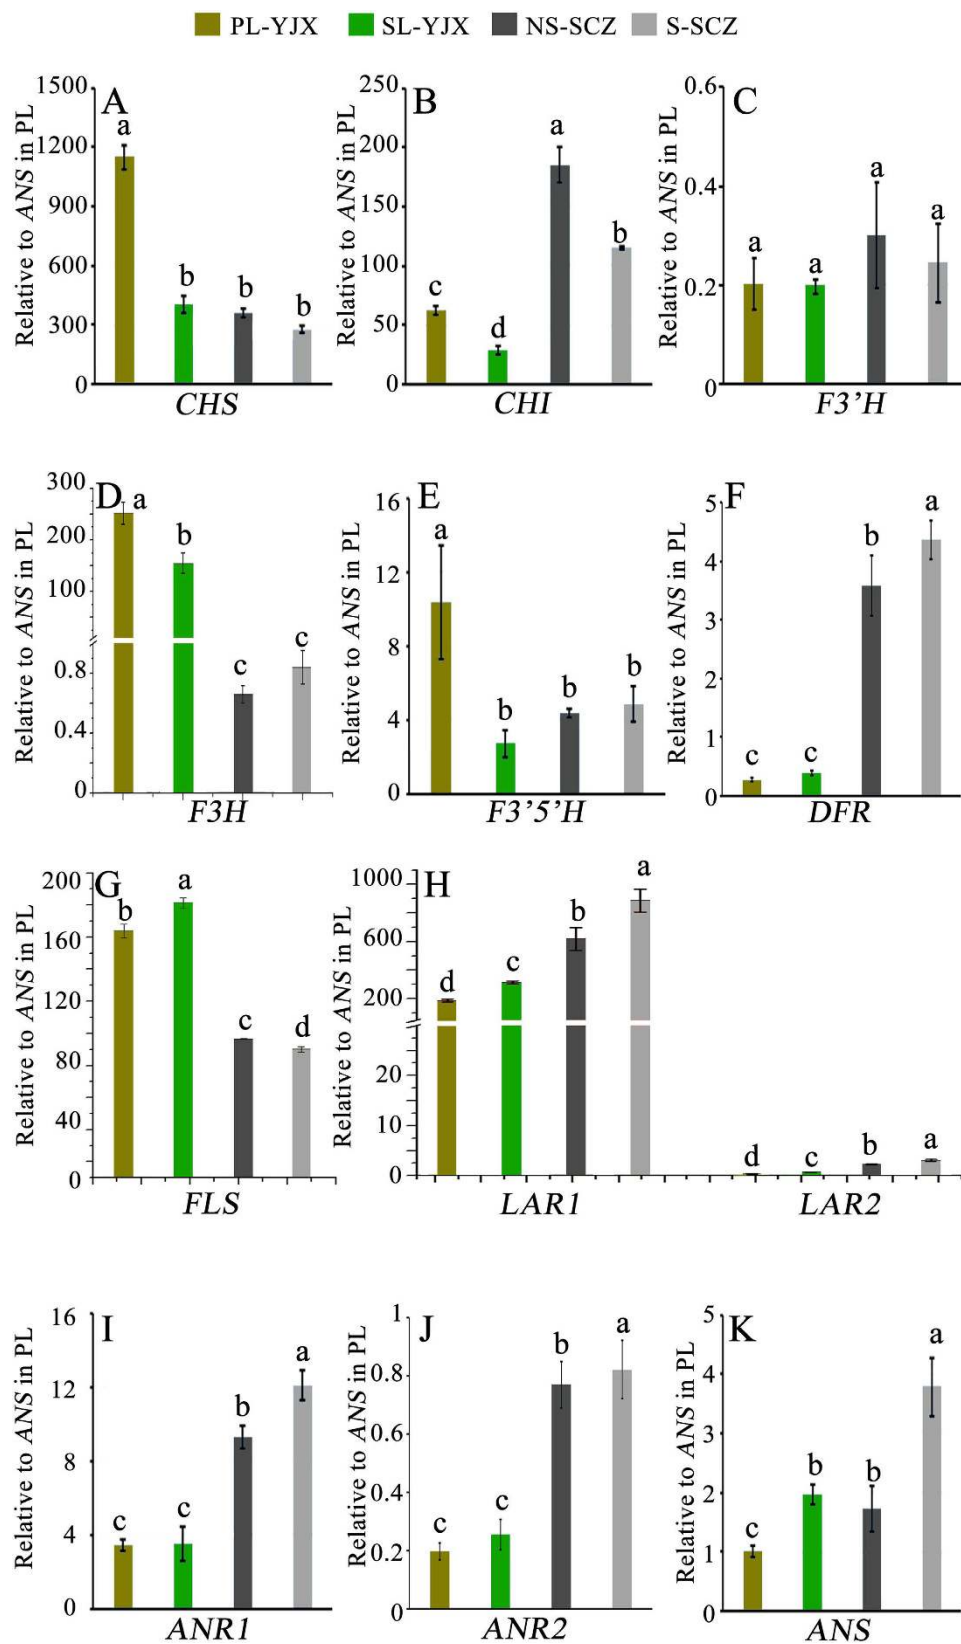 PL-YJX SL-YJX NS-SCZ S-SCZ
A
Relative to ANS in PL
1500
1200
900
600
300
0
a
b
b
b
CHS
B
Relative to ANS in PL
250
200
150
100
50
0
c
d
a
b
CHI
C
Relative to ANS in PL
0.6
0.4
0.2
0
a
a
a
a
F3’H
D
Relative to ANS in PL
300
250
200
100
0.8
0.4
0
a
b
c
c
F3H
E
Relative to ANS in PL
16
12
8
4
0
a
b
b
b
F3’5’H
F
Relative to ANS in PL
5
4
3
2
1
0
c
c
b
a
DFR
G
Relative to ANS in PL
200
160
120
80
40
0
b
a
c
d
FLS
H
Relative to ANS in PL
1000
600
200
20
10
0
d
c
b
a
LAR1
d
c
b
a
LAR2
I
Relative to ANS in PL
16
12
8
4
0
c
c
b
a
ANR1
J
Relative to ANS in PL
1
0.8
0.6
0.4
0.2
0
c
c
b
a
ANR2
K
Relative to ANS in PL
5
4
3
2
1
0
c
b
b
a
ANS